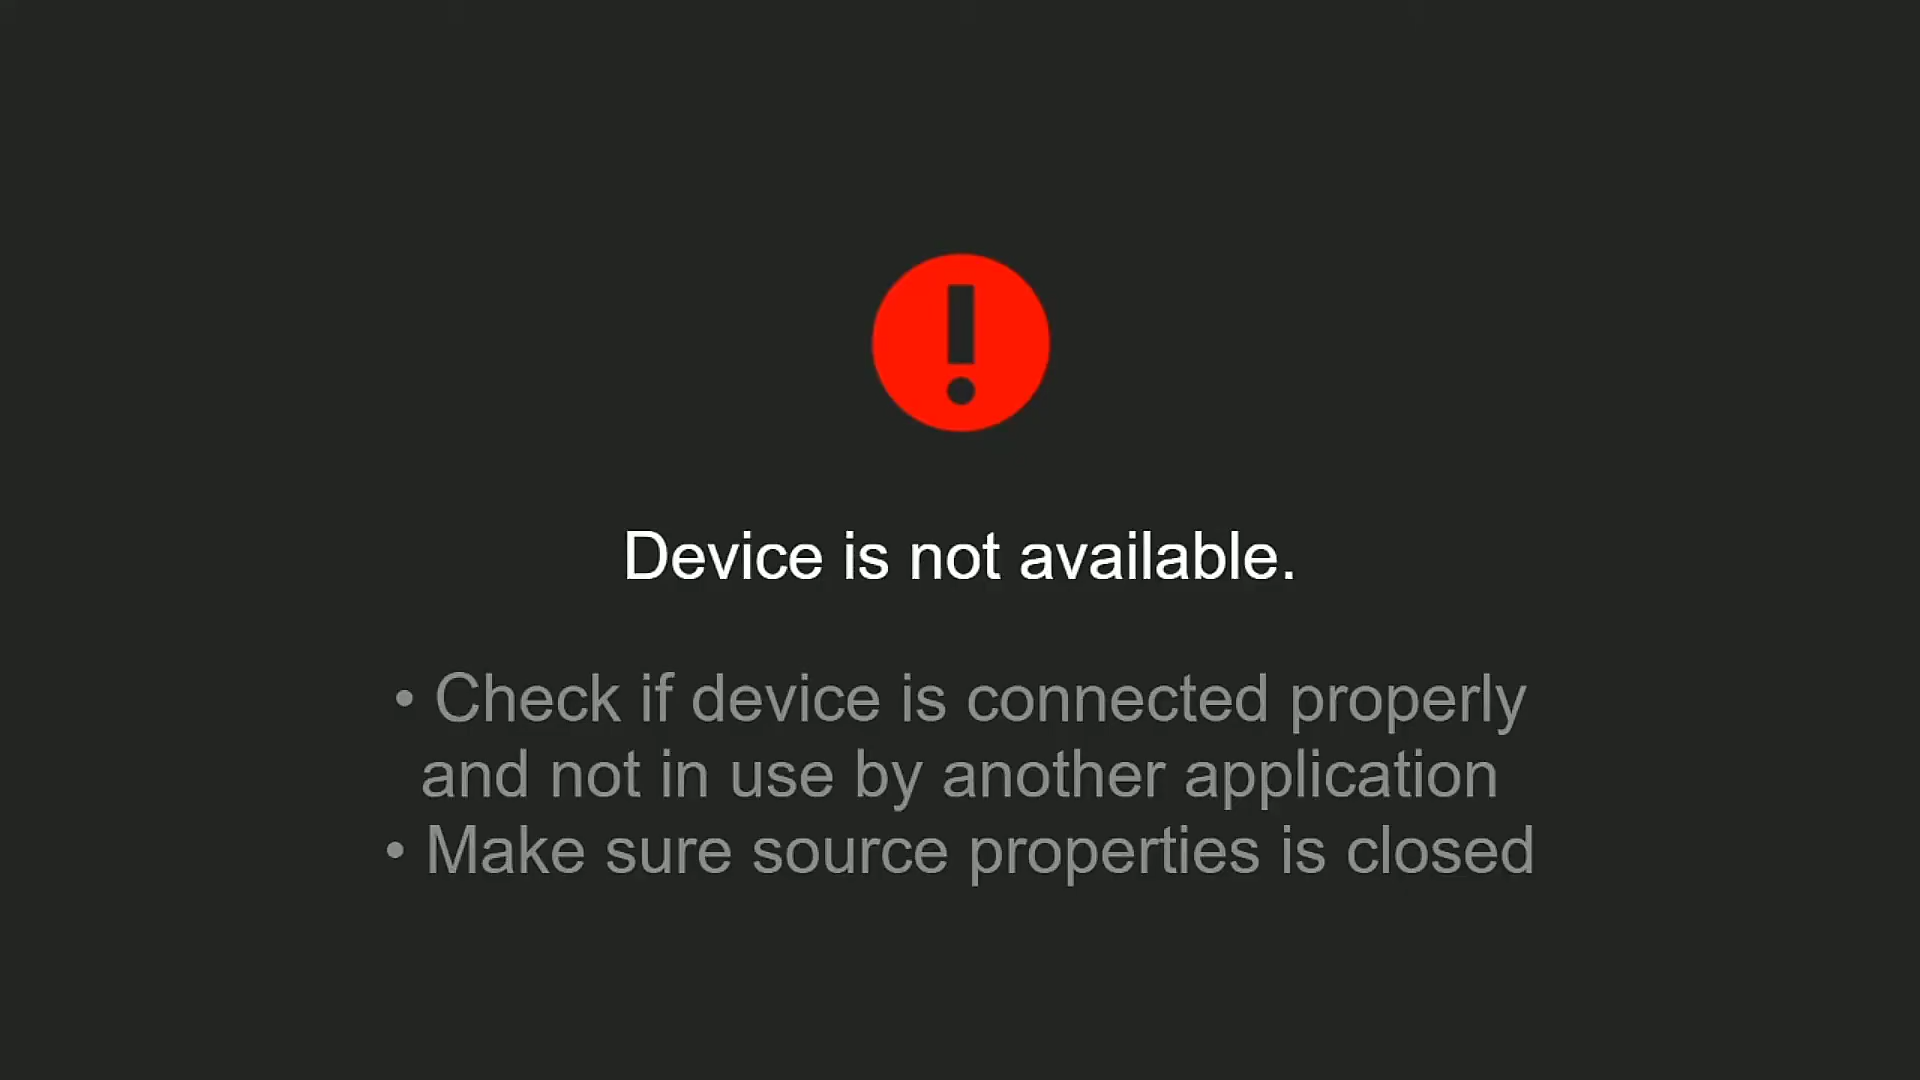 Device is not available.
• Check if device is connected properly
and not in use by another application
• Make sure source properties is closed